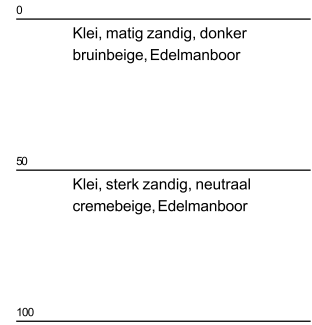 0
Klei, matig zandig, donker
bruinbeige, Edelmanboor
50
Klei, sterk zandig, neutraal
cremebeige, Edelmanboor
100